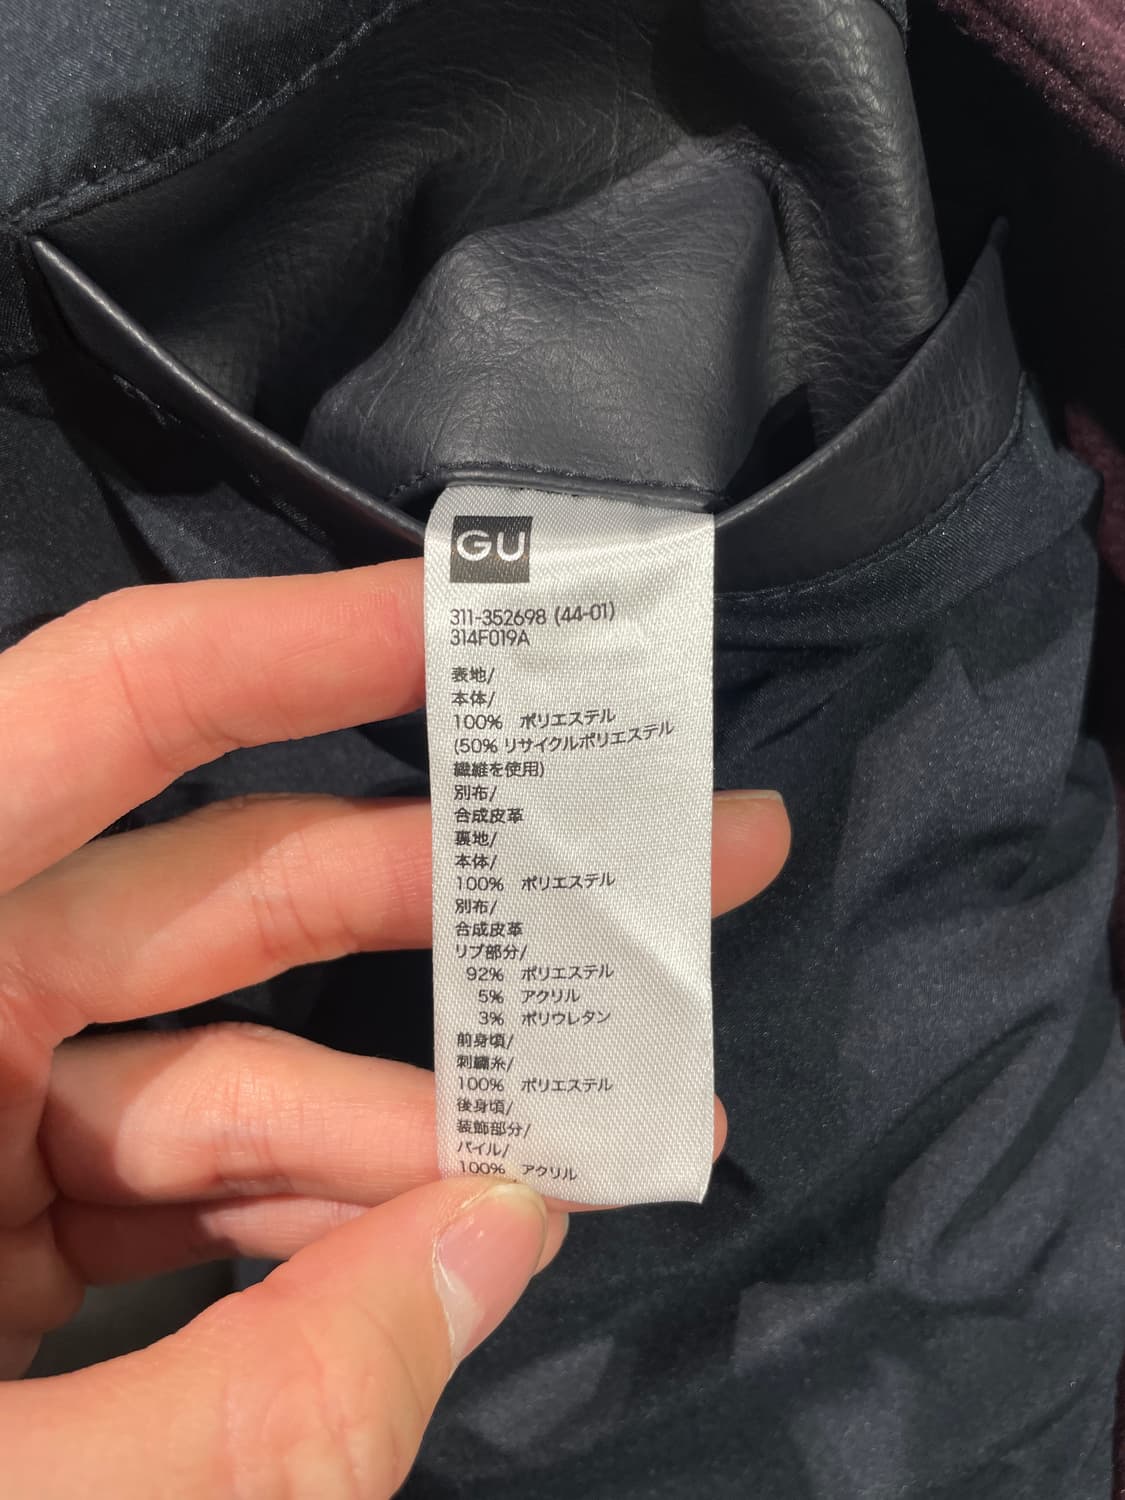 GU
311-352698 (44-01)
314F019A
表地/
本体/
100% ポリエステル
(50% リサイクルポリエステル
繊維を使用)
別布/
合成皮革
裏地/
本体/
100% ポリエステル
別布/
合成皮革
リブ部分/
92% ポリエステル
5% アクリル
3% ポリウレタン
前身頃/
刺繍糸/
100% ポリエステル
後身頃/
装飾部分/
パイル/
100% アクリル